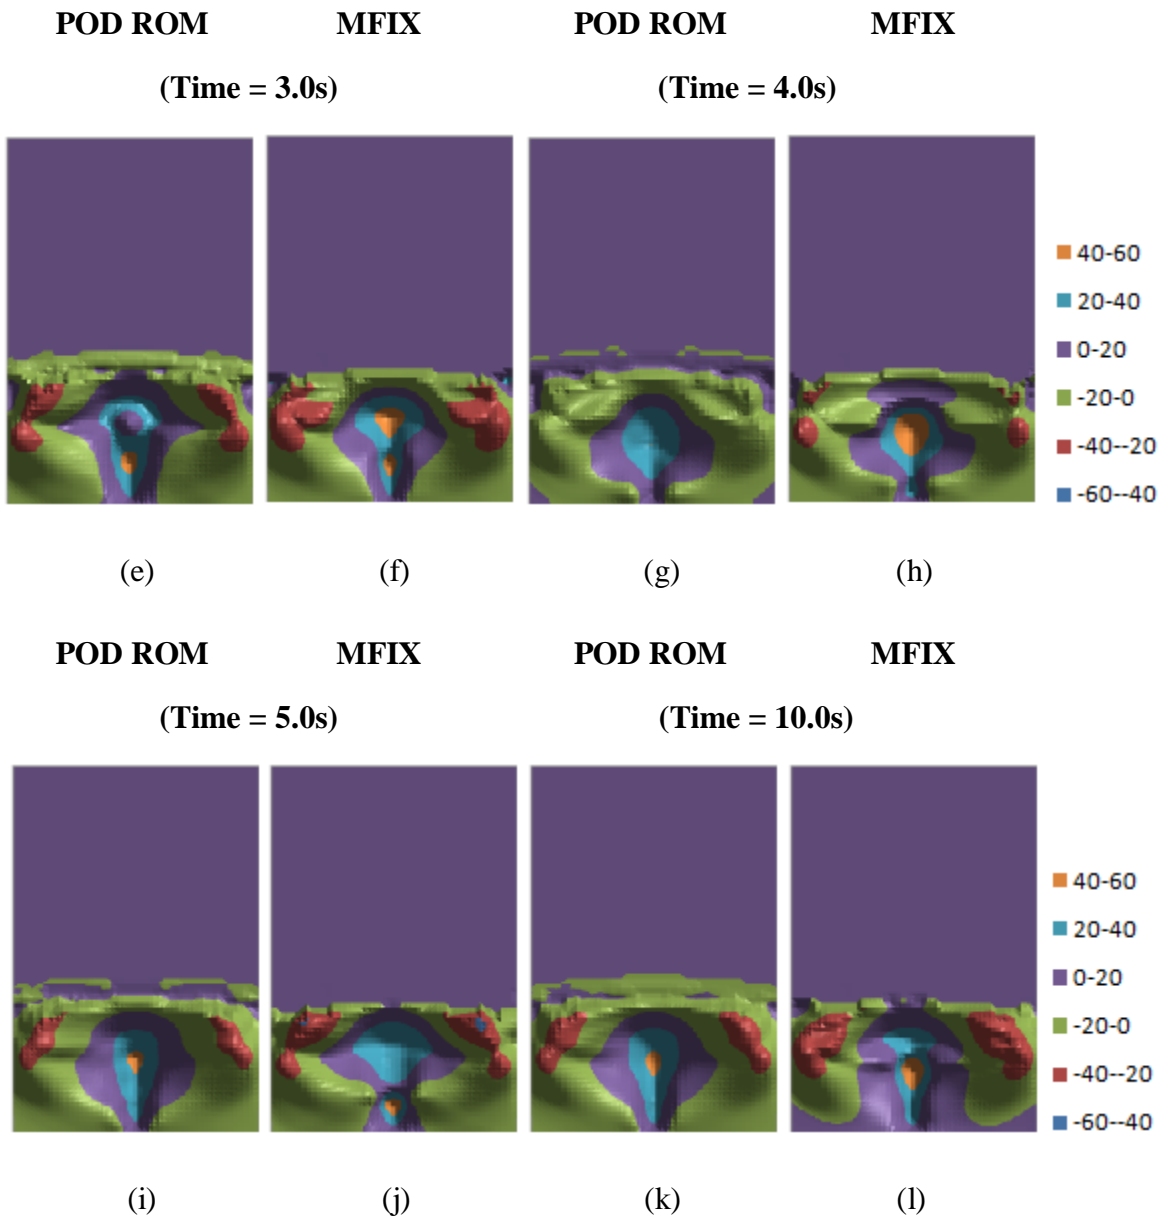 POD ROM MFIX POD ROM MFIX
(Time = 3.0s) (Time = 4.0s)
40-60
20-40
0-20
-20-0
-40--20
-60--40
(e) (f) (g) (h)
POD ROM MFIX POD ROM MFIX
(Time = 5.0s) (Time = 10.0s)
40-60
20-40
0-20
-20-0
-40--20
-60--40
(i) (j) (k) (l)